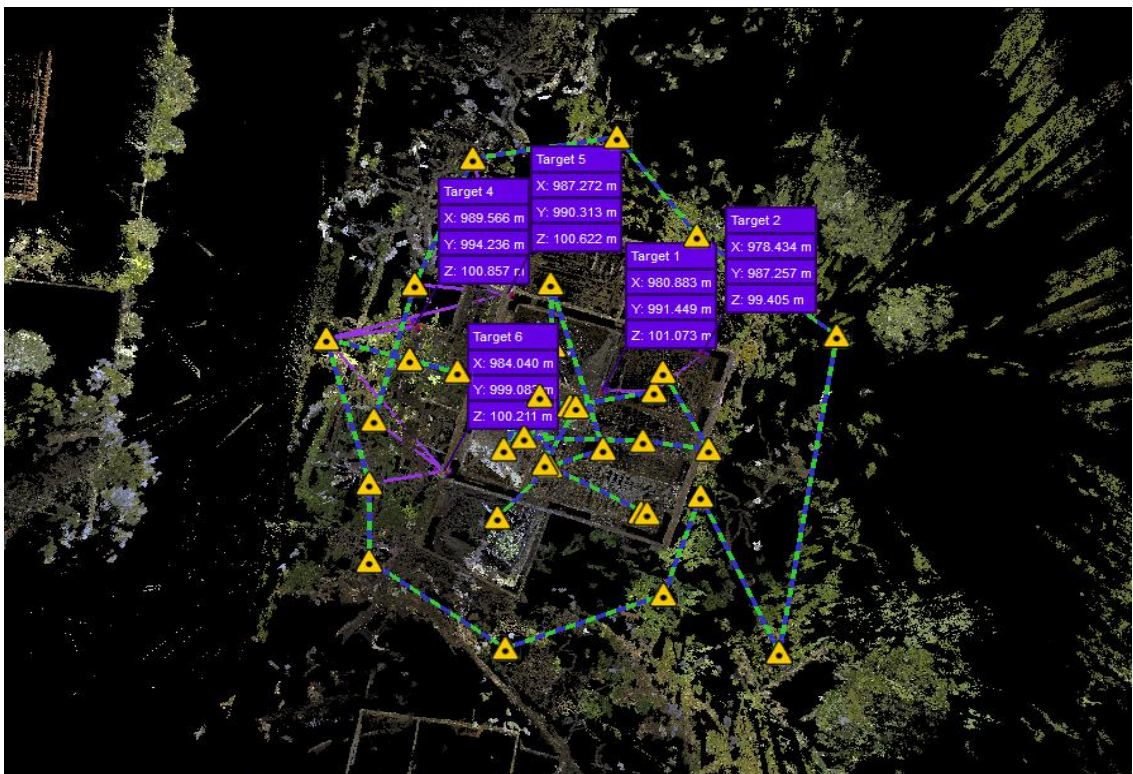 Target 5
X: 987.272 m
Y: 990.313 m
Z: 100.622 m
Target 4
X: 989.566 m
Y: 994.236 m
Z: 100.857 m
Target 2
X: 978.434 m
Y: 987.257 m
Z: 99.405 m
Target 1
X: 980.883 m
Y: 991.449 m
Z: 101.073 m
Target 6
X: 984.040 m
Y: m
Z: 100.211 m